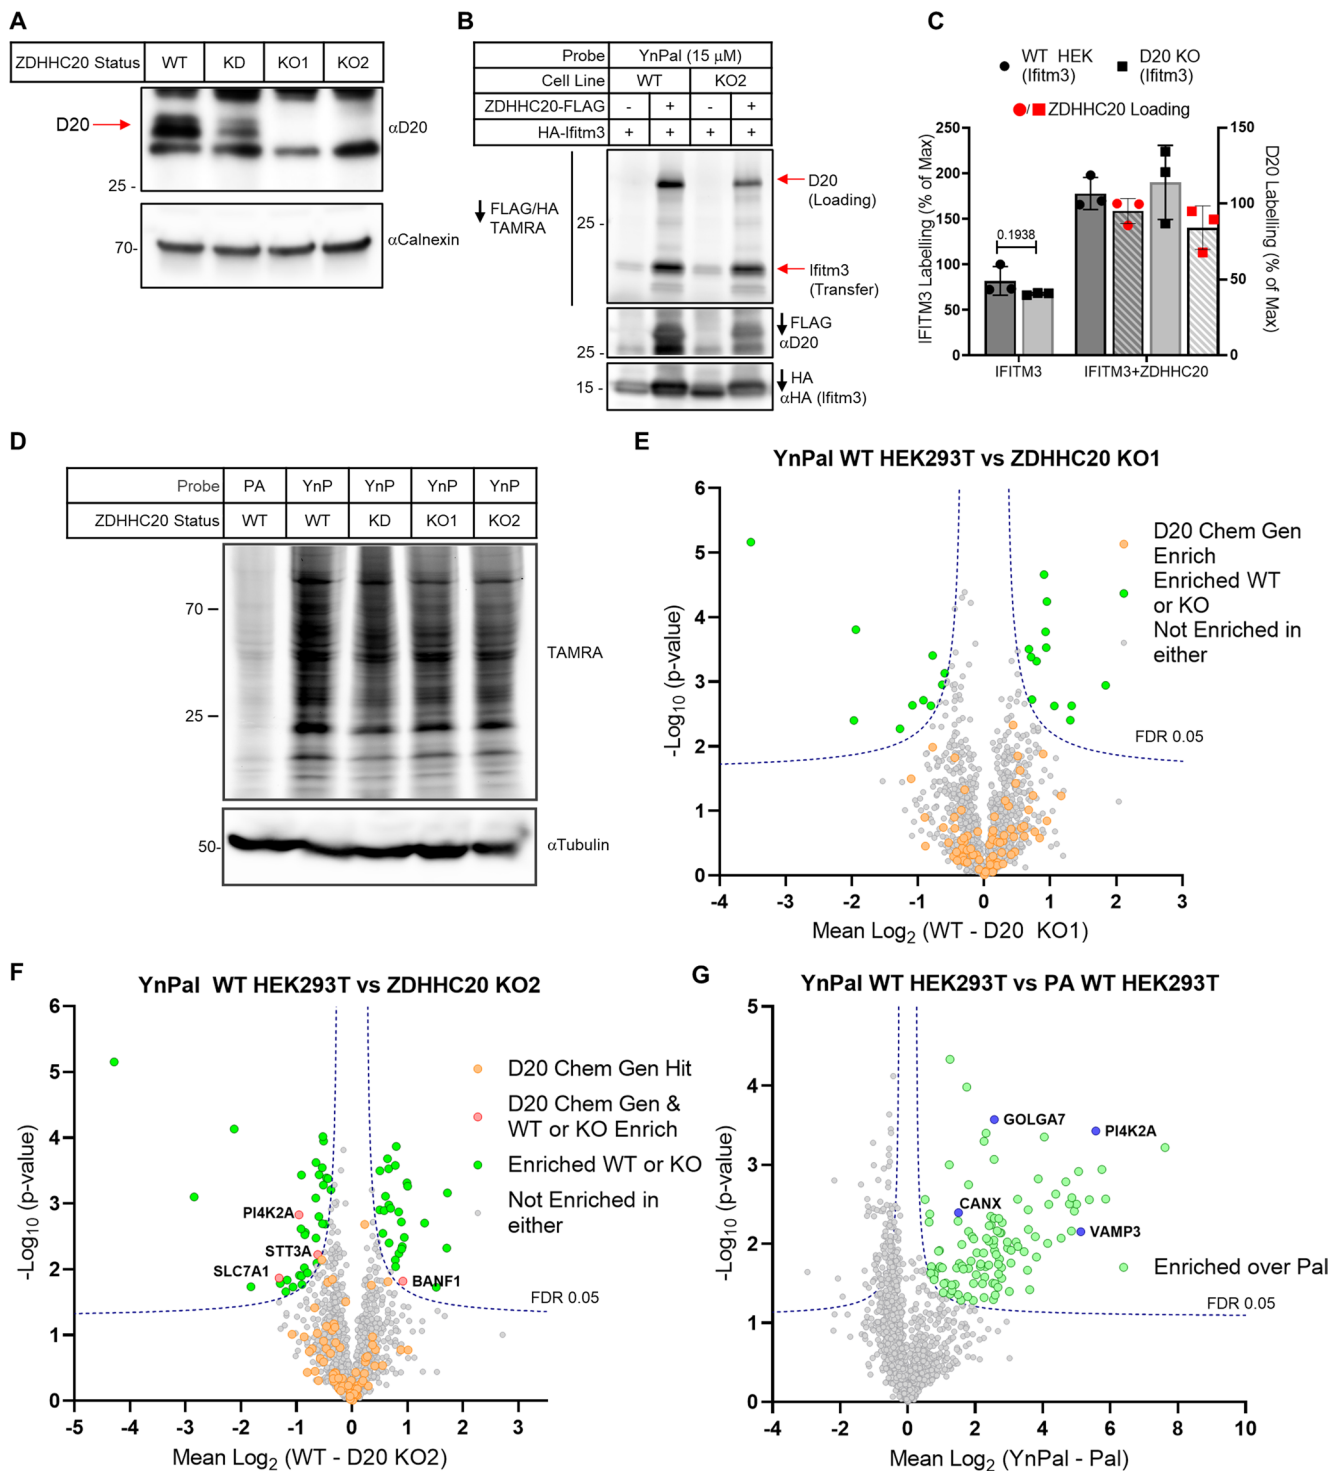 A
ZDHHC20 Status WT KD KO1 KO2
D20
αD20
25 -
70-
αCalnexin
B
Probe YnPal (15 μM)
Cell Line WT KO2
ZDHHC20-FLAG - + - +
HA-Ifitm3 + + + +
FLAG/HA
TAMRA
D20
(Loading)
25
Ifitm3
(Transfer)
FLAG
αD20
25 -
HA
15 -
αHA (Ifitm3)
C
WT HEK
(Ifitm3)
D20 KO
(Ifitm3)
/ ZDHHC20 Loading
IFITM3 Labelling (% of Max)
250
200
150
100
50
0
0.1938
150
100
50
0
D20 Labelling (% of Max)
IFITM3 IFITM3+ZDHHC20
D
Probe PA YnP YnP YnP YnP
ZDHHC20 Status WT WT KD KO1 KO2
70
TAMRA
25
50-
αTubulin
E
YnPal WT HEK293T vs ZDHHC20 KO1
-Log10 (p-value)
6
5
4
3
2
1
0
D20 Chem Gen
Enrich
Enriched WT
or KO
Not Enriched in
either
FDR 0.05
-4 -3 -2 -1 0 1 2 3
Mean Log2 (WT - D20 KO1)
F
YnPal WT HEK293T vs ZDHHC20 KO2
-Log10 (p-value)
6
5
4
3
2
1
0
D20 Chem Gen Hit
D20 Chem Gen &
WT or KO Enrich
Enriched WT or KO
Not Enriched in
either
PI4K2A
STT3A
SLC7A1
BANF1
FDR 0.05
-5 -4 -3 -2 -1 0 1 2 3
Mean Log2 (WT - D20 KO2)
G
YnPal WT HEK293T vs PA WT HEK293T
-Log10 (p-value)
5
4
3
2
1
0
GOLGA7
PI4K2A
CANX
VAMP3
Enriched over Pal
FDR 0.05
-4 -2 0 2 4 6 8 10
Mean Log2 (YnPal - Pal)